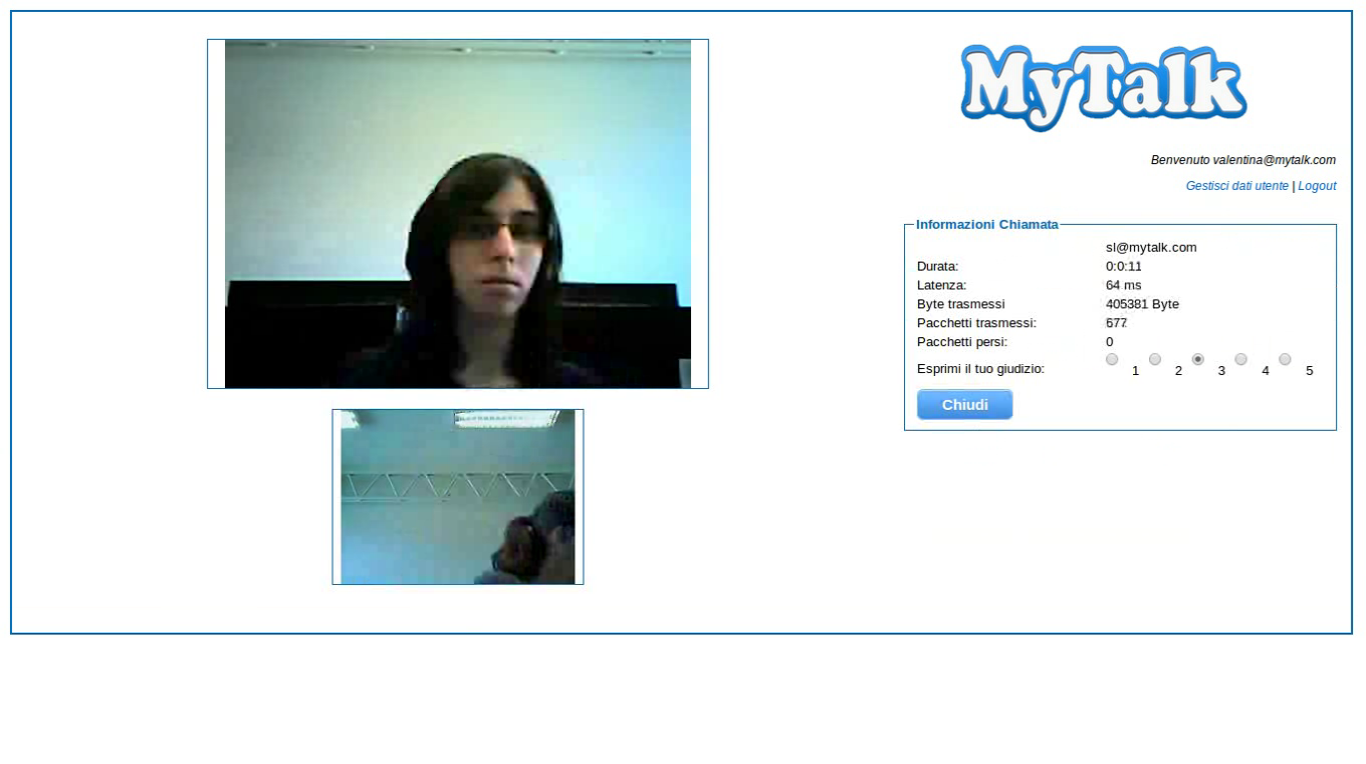 MyTalk
Benvenuto valentina@mytalk.com
Gestisci dati utente | Logout
Informazioni Chiamata
sl@mytalk.com
Durata: 0:0:11
Latenza: 64 ms
Byte trasmessi 405381 Byte
Pacchetti trasmessi: 677
Pacchetti persi: 0
Esprimi il tuo giudizio: 1 2 3 4 5
Chiudi